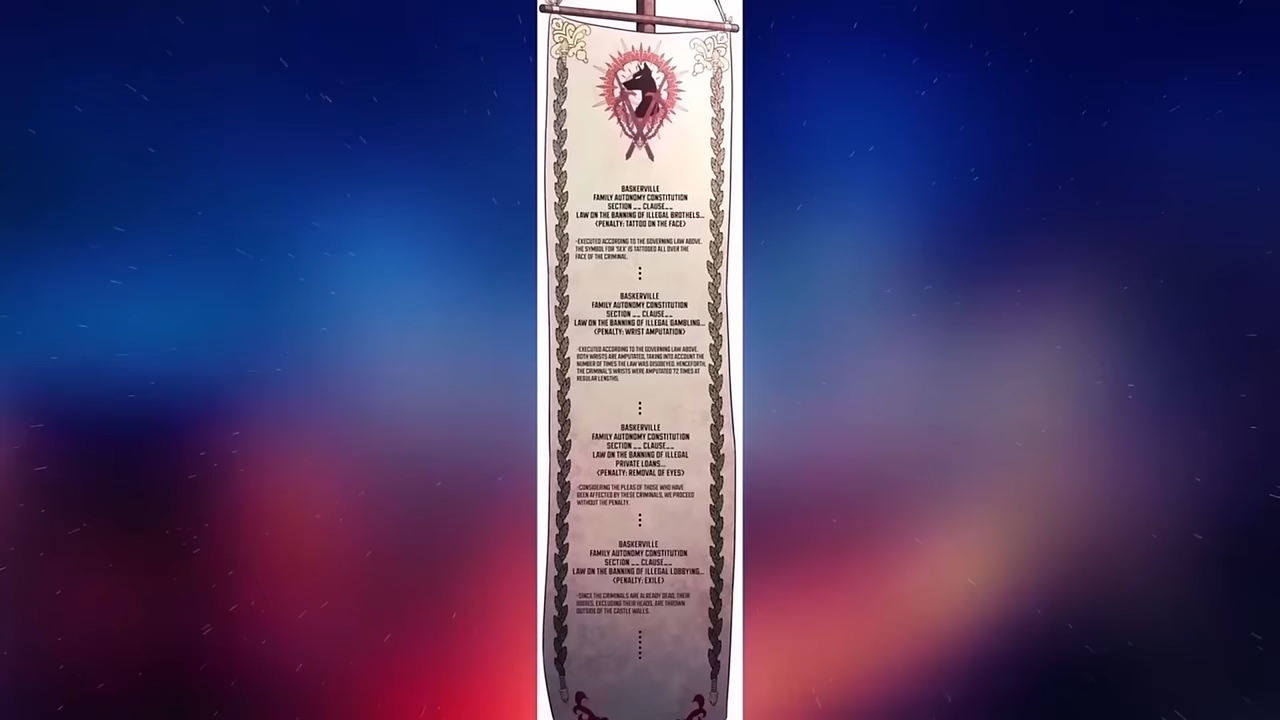 BASKERVILLE
FAMILY AUTONOMY CONSTITUTION
SECTION __ CLAUSE__
LAW ON THE BANNING OF ILLEGAL BROTHELS...
<PENALTY: TATTOO ON THE FACE>
-EXECUTED ACCORDING TO THE GOVERNING LAW ABOVE.
THE SYMBOL FOR 'SEX' IS TATTOOED ALL OVER THE
FACE OF THE CRIMINAL.
BASKERVILLE
FAMILY AUTONOMY CONSTITUTION
SECTION __ CLAUSE__
LAW ON THE BANNING OF ILLEGAL GAMBLING...
<PENALTY: WRIST AMPUTATION>
-EXECUTED ACCORDING TO THE GOVERNING LAW ABOVE.
BOTH WRISTS ARE AMPUTATED, TAKING INTO ACCOUNT THE
NUMBER OF TIMES THE LAW WAS DISOBEYED. HENCEFORTH,
THE CRIMINAL'S WRISTS WERE AMPUTATED 72 TIMES AT
REGULAR LENGTHS.
BASKERVILLE
FAMILY AUTONOMY CONSTITUTION
SECTION __ CLAUSE__
LAW ON THE BANNING OF ILLEGAL
PRIVATE LOANS...
<PENALTY: REMOVAL OF EYES>
-CONSIDERING THE PLEAS OF THOSE WHO HAVE
BEEN AFFECTED BY THESE CRIMINALS, WE PROCEED
WITHOUT THE PENALTY.
BASKERVILLE
FAMILY AUTONOMY CONSTITUTION
SECTION __ CLAUSE__
LAW ON THE BANNING OF ILLEGAL LOBBYING...
<PENALTY: EXILE>
-SINCE THE CRIMINALS ARE ALREADY DEAD, THEIR
BODIES, EXCLUDING THEIR HEADS, ARE THROWN
OUTSIDE OF THE CASTLE WALLS.